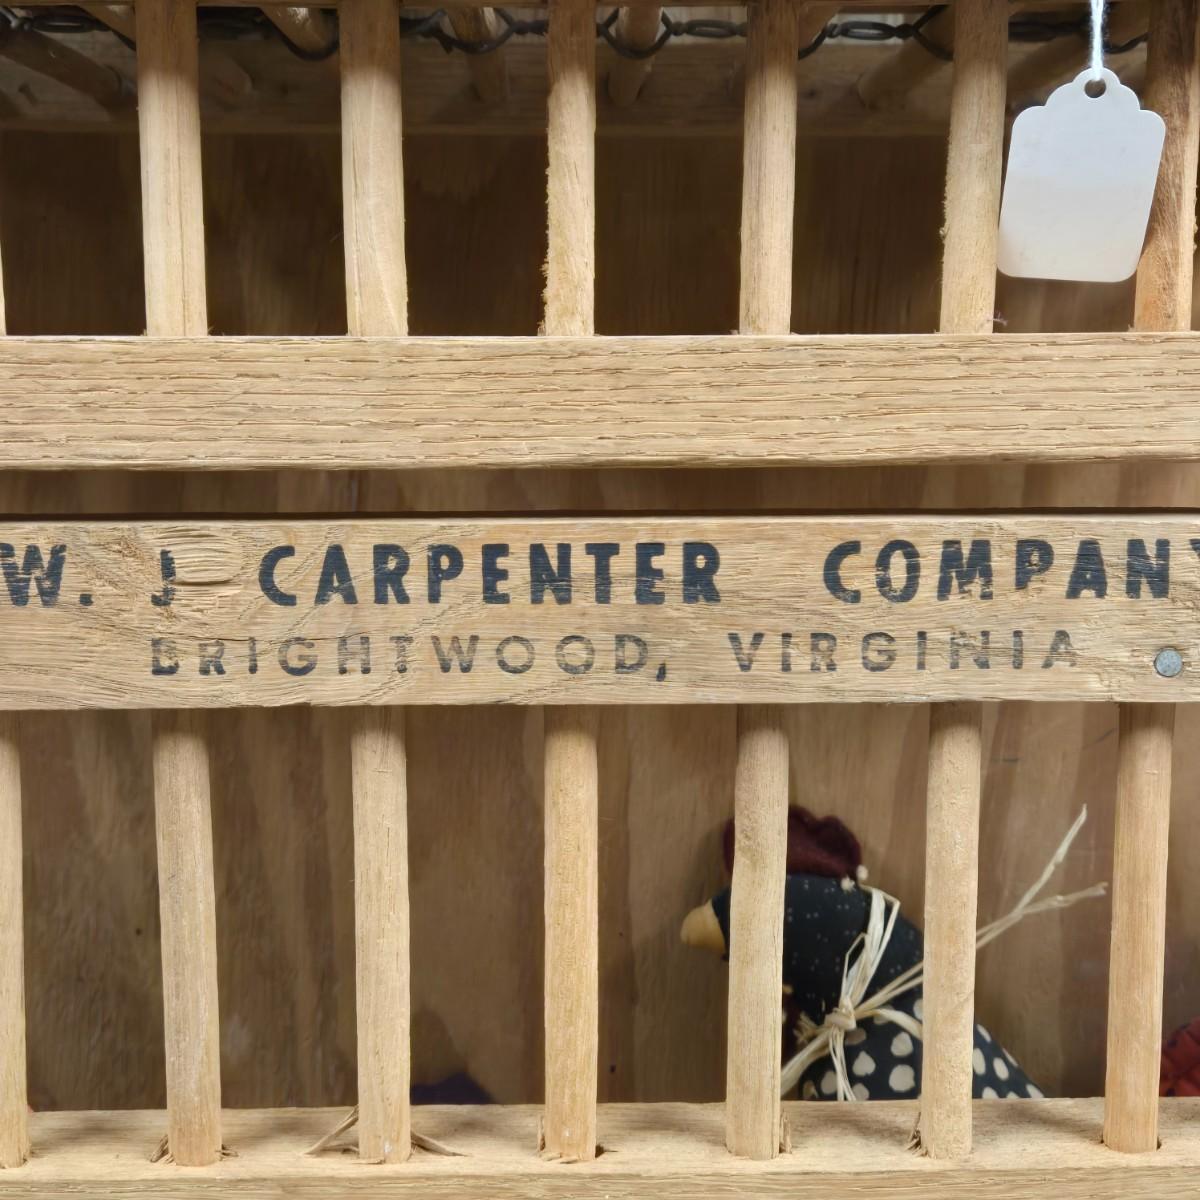 W. J CARPENTER COMPANY
BRIGHTWOOD, VIRGINIA